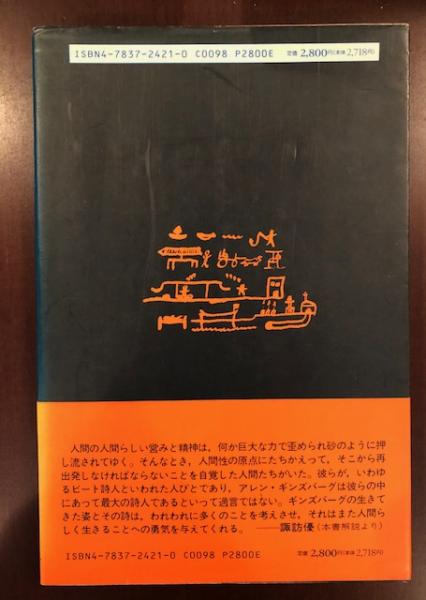 ISBN4-7837-2421-0 C0098 P2800E 定価 2,800円(本体2,718円)
人間の人間らしい営みと精神は，何か巨大な力で歪められ砂のように押
し流されてゆく。そんなとき，人間性の原点にたちかえって，そこから再
出発しなければならないことを自覚した人間たちがいた。彼らが，いわゆ
るビート詩人といわれた人びとであり，アレン・ギンズバーグは彼らの中
にあって最大の詩人であるといって過言ではない。ギンズバーグの生きて
きた姿とその詩は，われわれに多くのことを考えさせ，それはまた人間ら
しく生きることへの勇気を与えてくれる。——諏訪優(本書解説より)
ISBN4-7837-2421-0 C0098 P2800E 定価 2,800円(本体2,718円)